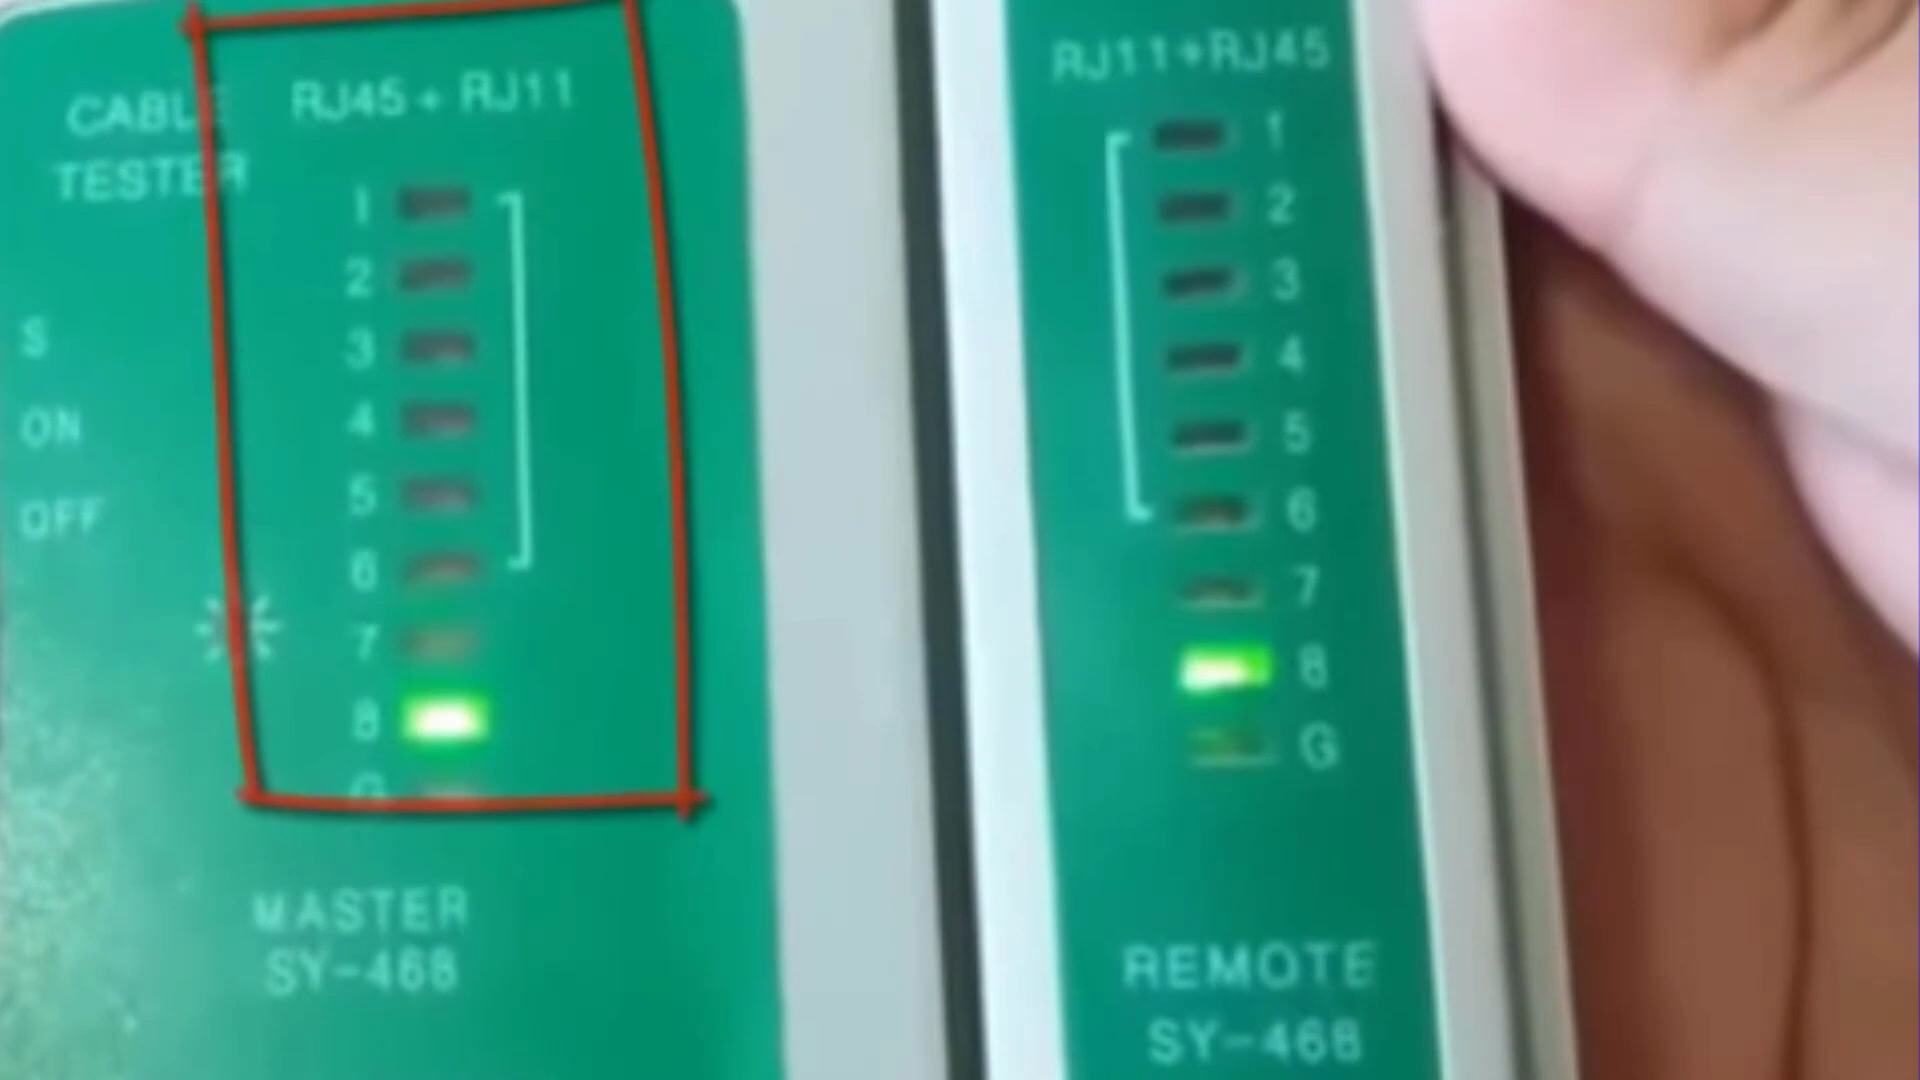 CABLE
TESTER
S
ON
OFF
RJ45 + RJ11
1
2
3
4
5
6
7
8
G
MASTER
SY-468
RJ11+RJ45
1
2
3
4
5
6
7
8
G
REMOTE
SY-468